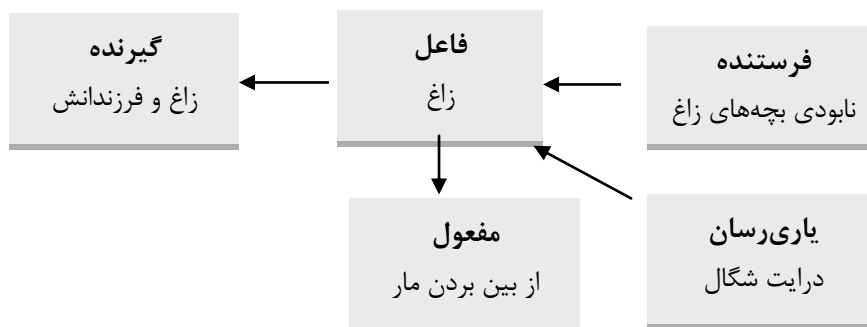 فرستنده
نابودی بچه‌های زاغ
فاعل
زاغ
گیرنده
زاغ و فرزندانش
یاری‌رسان
درایت شگال
مفعول
از بین بردن مار